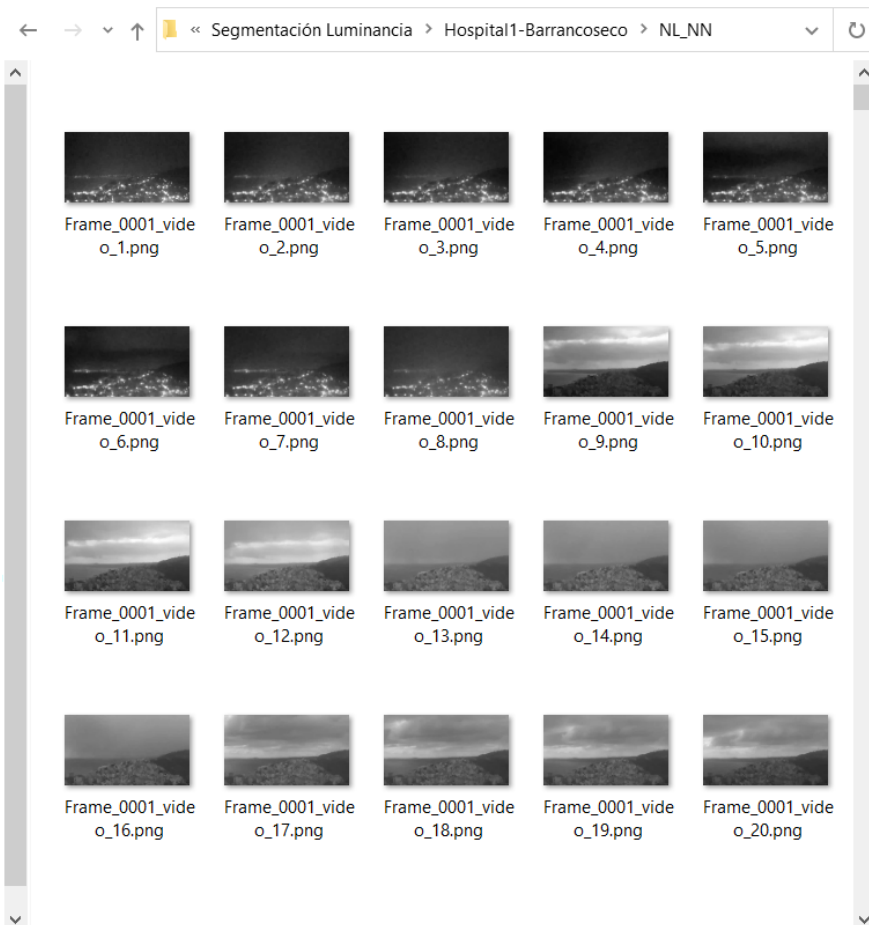 « Segmentación Luminancia > Hospital1-Barrancoseco > NL_NN
Frame_0001_vide Frame_0001_vide Frame_0001_vide Frame_0001_vide Frame_0001_vide
o_1.png o_2.png o_3.png o_4.png o_5.png
Frame_0001_vide Frame_0001_vide Frame_0001_vide Frame_0001_vide Frame_0001_vide
o_6.png o_7.png o_8.png o_9.png o_10.png
Frame_0001_vide Frame_0001_vide Frame_0001_vide Frame_0001_vide Frame_0001_vide
o_11.png o_12.png o_13.png o_14.png o_15.png
Frame_0001_vide Frame_0001_vide Frame_0001_vide Frame_0001_vide Frame_0001_vide
o_16.png o_17.png o_18.png o_19.png o_20.png